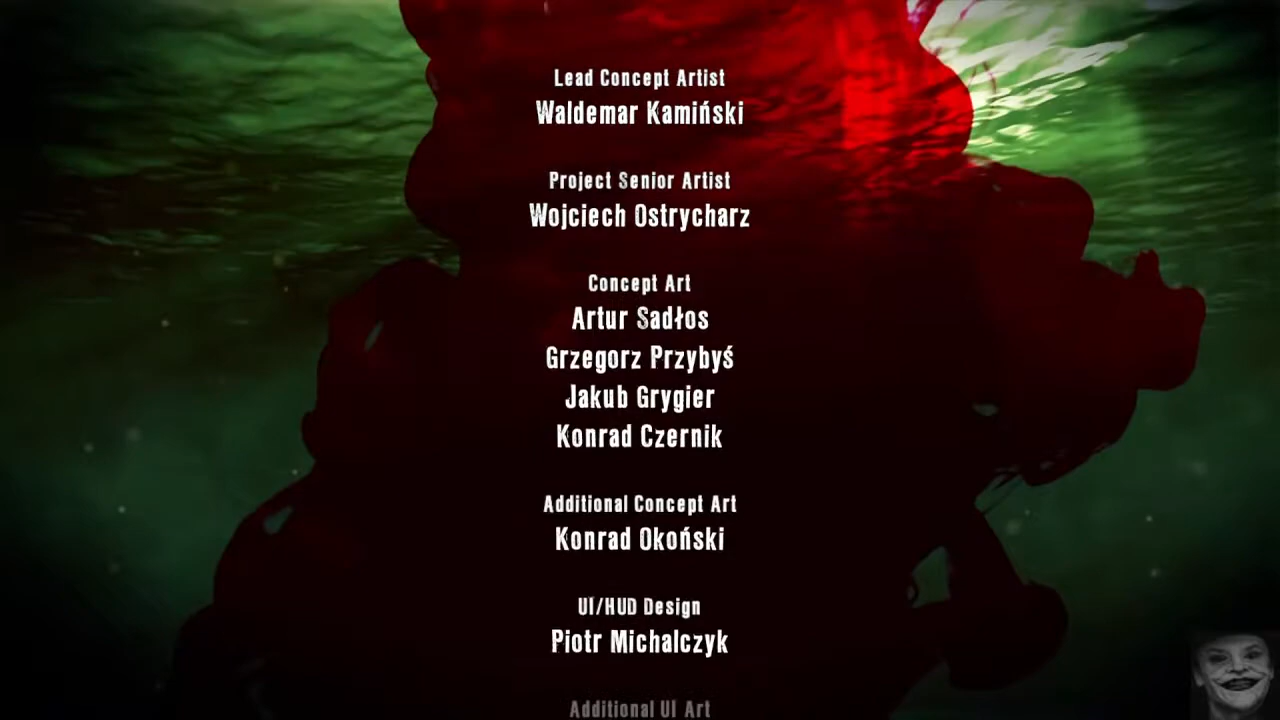 Lead Concept Artist
Waldemar Kamiński
Project Senior Artist
Wojciech Ostrycharz
Concept Art
Artur Sadłos
Grzegorz Przybyś
Jakub Grygier
Konrad Czernik
Additional Concept Art
Konrad Okoński
UI/HUD Design
Piotr Michalczyk
Additional UI Art